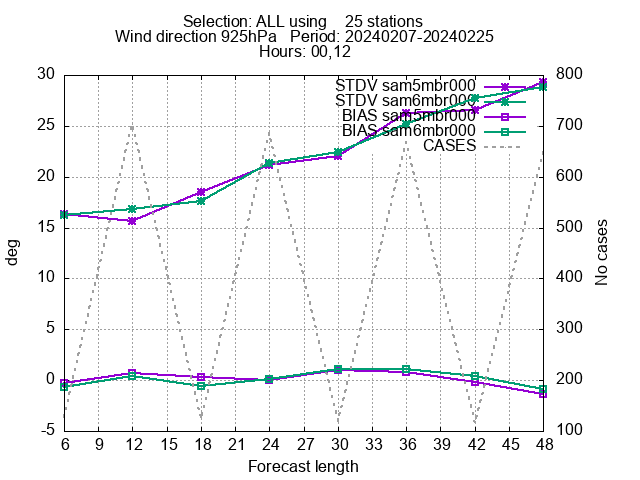 Selection: ALL using    25 stations
Wind direction 925hPa   Period: 20240207-20240225
Hours: 00,12
30
25
20
15
10
5
0
-5
deg
800
700
600
500
400
300
200
100
No cases
STDV sam5mbr000
STDV sam6mbr000
BIAS sam5mbr000
BIAS sam6mbr000
CASES
6 9 12 15 18 21 24 27 30 33 36 39 42 45 48
Forecast length